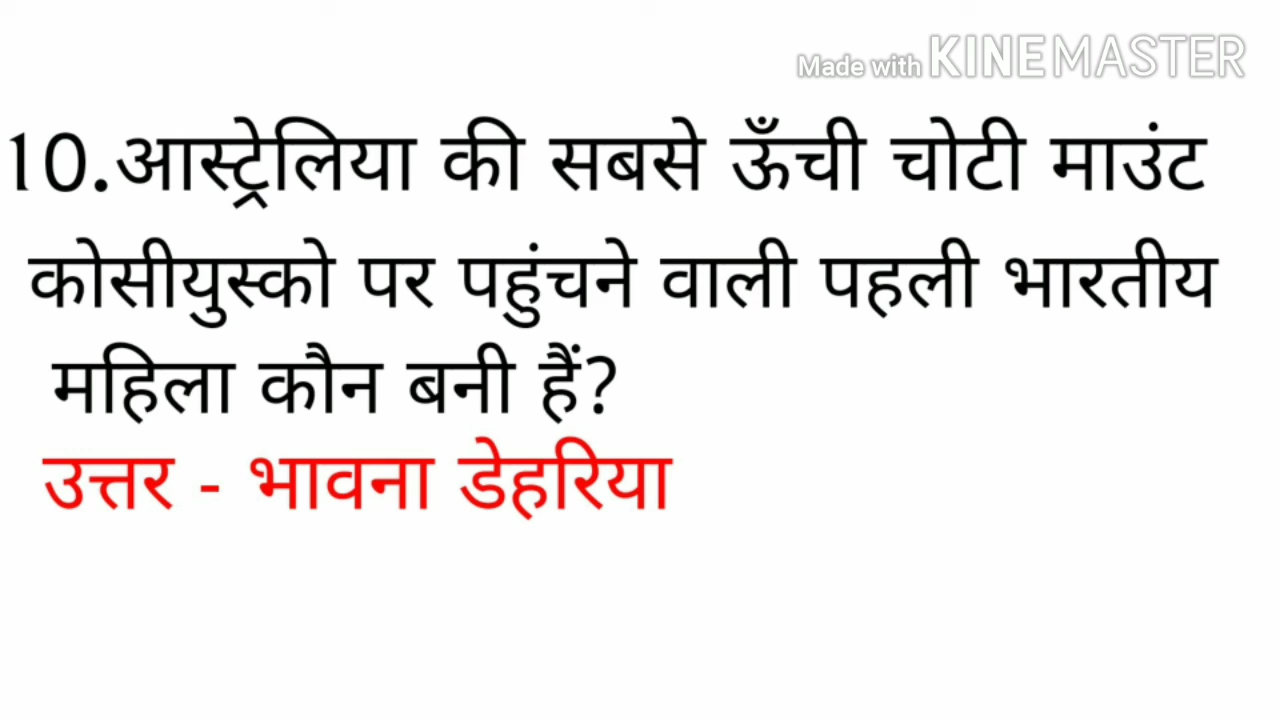 Made with KINEMASTER
10.आस्ट्रेलिया की सबसे ऊँची चोटी माउंट
कोसीयुस्को पर पहुंचने वाली पहली भारतीय
महिला कौन बनी हैं?
उत्तर - भावना डेहरिया